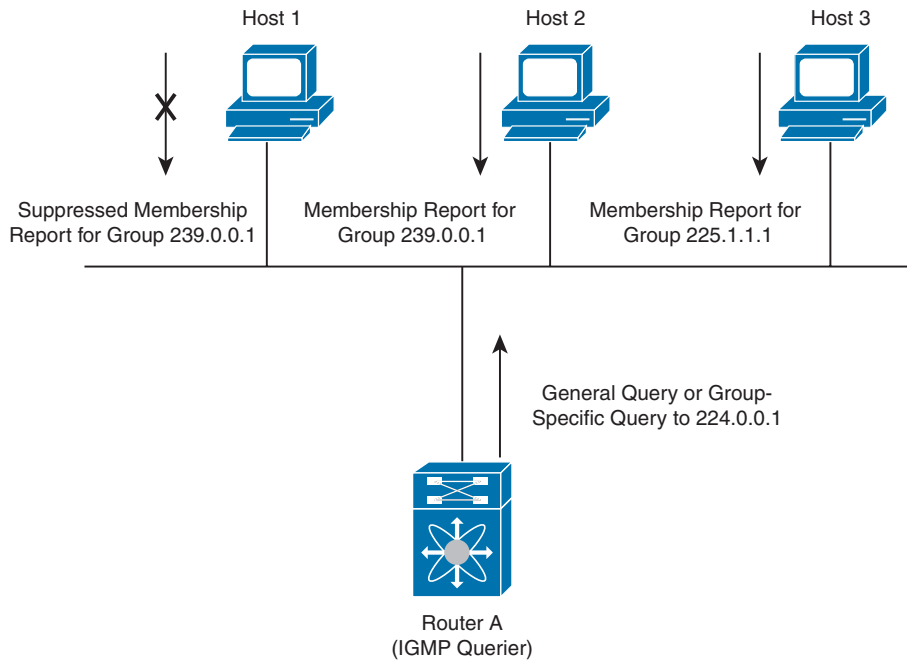 Host 1
Host 2
Host 3
Suppressed Membership
Report for Group 239.0.0.1
Membership Report for
Group 239.0.0.1
Membership Report for
Group 225.1.1.1
General Query or Group-
Specific Query to 224.0.0.1
Router A
(IGMP Querier)